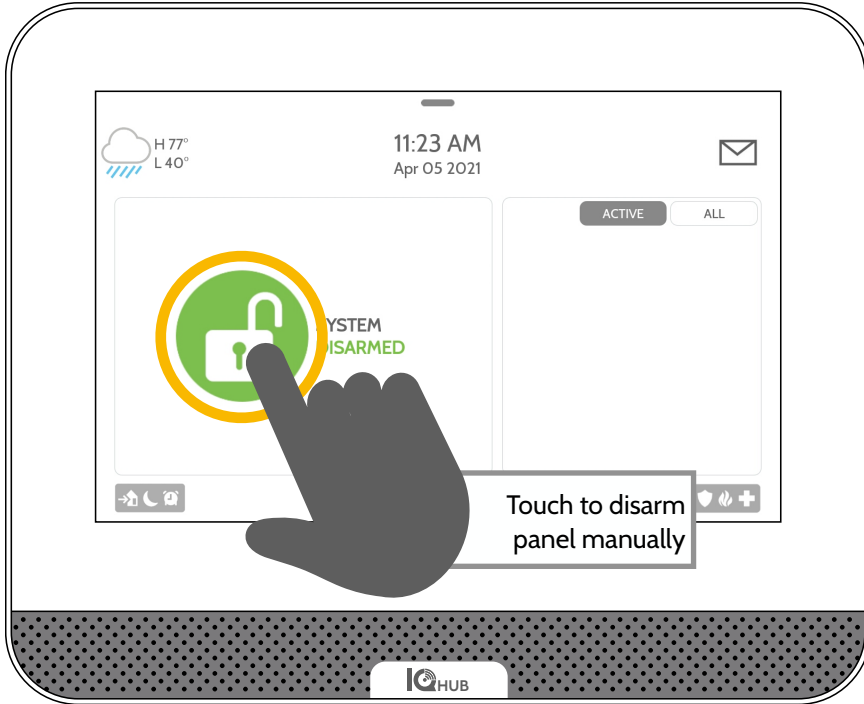 H 77°
L 40°
11:23 AM
Apr 05 2021
ACTIVE
ALL
YSTEM
ISARMED
Touch to disarm
panel manually
IQ HUB